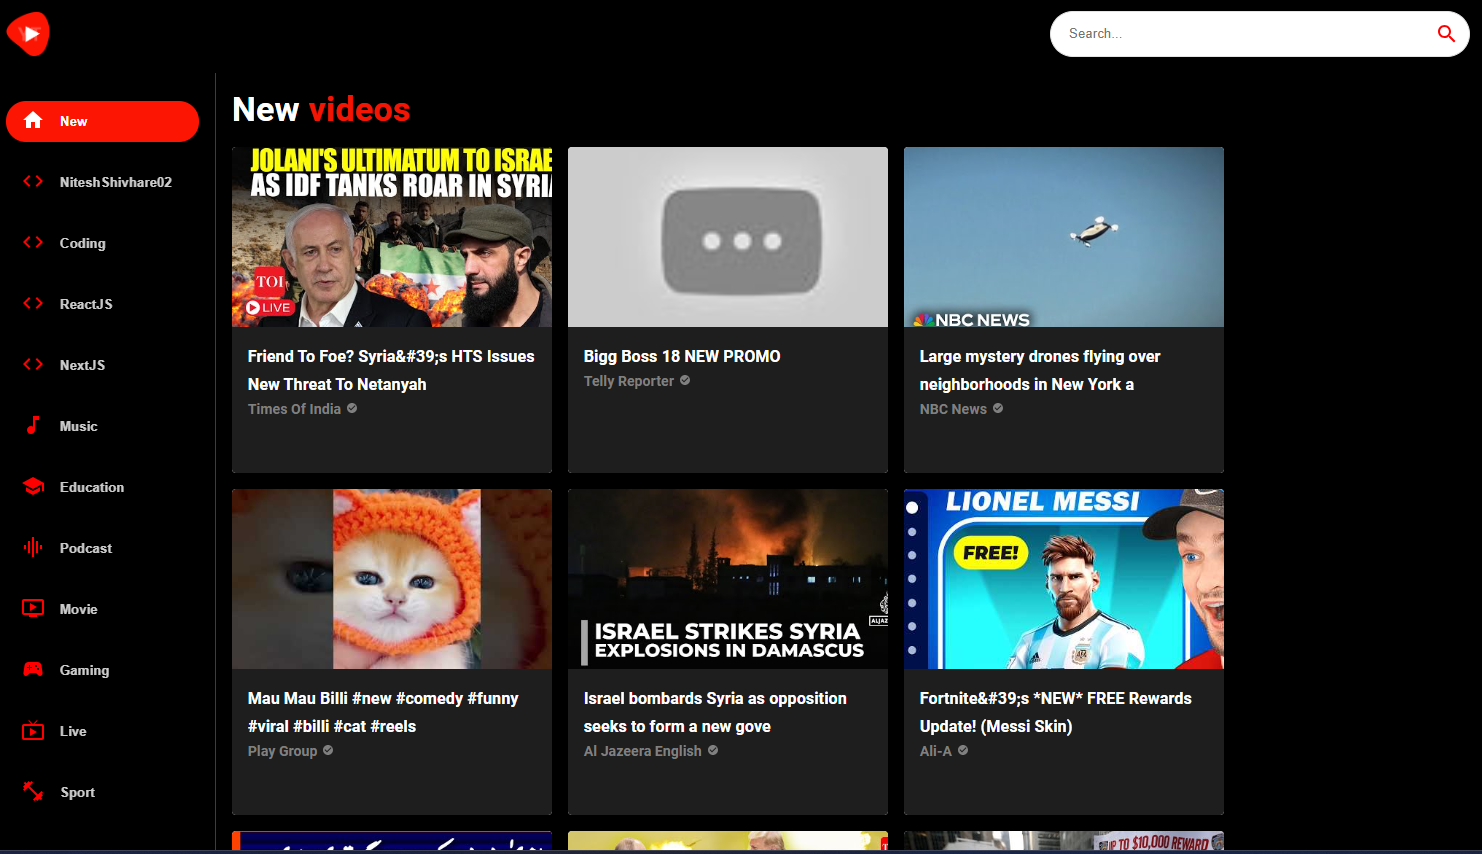 Search...
New
NiteshShivhare02
Coding
ReactJS
NextJS
Music
Education
Podcast
Movie
Gaming
Live
Sport
New videos
JOLANI'S ULTIMATUM TO
AS IDF TANKS ROAR IN
TOI
LIVE
Friend To Foe? Syria&#39;s HTS Issues
New Threat To Netanyah
Times Of India
Bigg Boss 18 NEW PROMO
Telly Reporter
NBC NEWS
Large mystery drones flying over
neighborhoods in New York a
NBC News
Mau Mau Billi #new #comedy #funny
#viral #billi #cat #reels
Play Group
ISRAEL STRIKES SYRIA
EXPLOSIONS IN DAMASCUS
Israel bombards Syria as opposition
seeks to form a new gove
Al Jazeera English
LIONEL MESSI
FREE!
Fortnite&#39;s *NEW* FREE Rewards
Update! (Messi Skin)
Ali-A
UP TO $10,000 REWARD